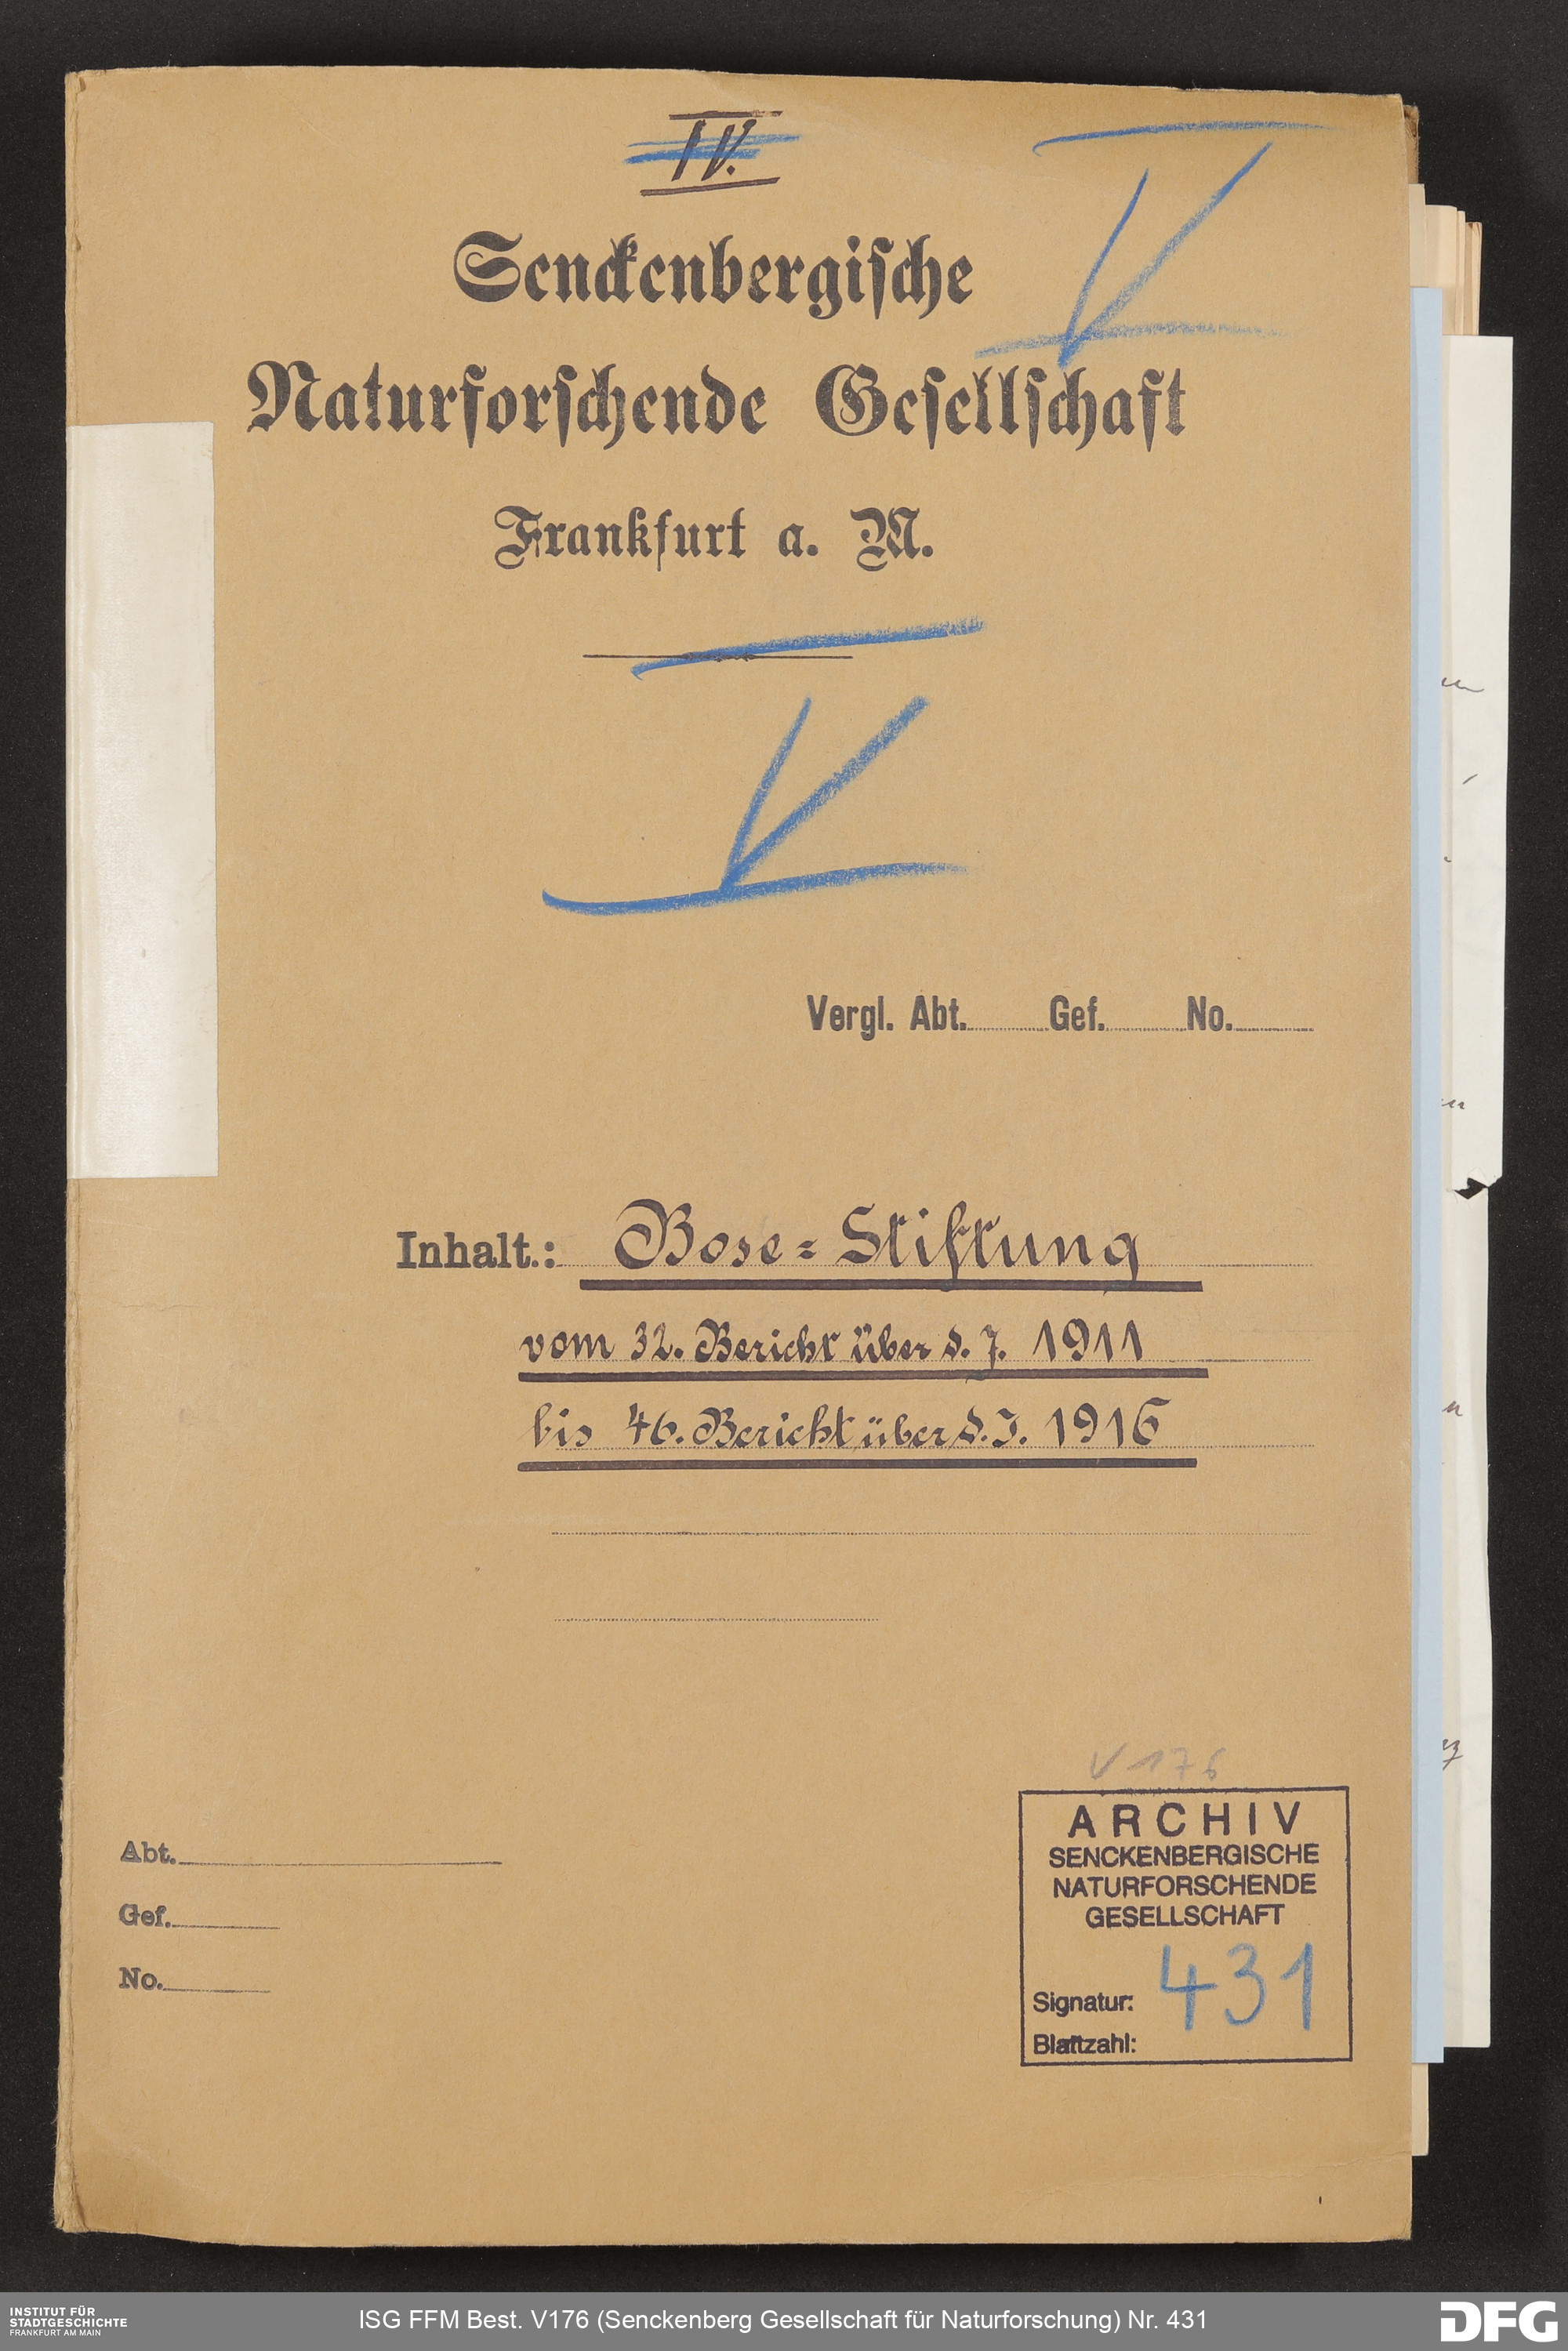 IV.
V
Senckenbergische
Naturforschende Gesellschaft
Frankfurt a. M.
V
Vergl. Abt. Gef. No.
Inhalt.: Bose=Stiftung
vom 32. Bericht über d. J. 1911
bis 46. Bericht über d. J. 1916
V 176
ARCHIV
SENCKENBERGISCHE
NATURFORSCHENDE
GESELLSCHAFT
Signatur: 431
Blattzahl:
Abt.
Gef.
No.
INSTITUT FÜR
STADTGESCHICHTE
FRANKFURT AM MAIN
ISG FFM Best. V176 (Senckenberg Gesellschaft für Naturforschung) Nr. 431
DFG